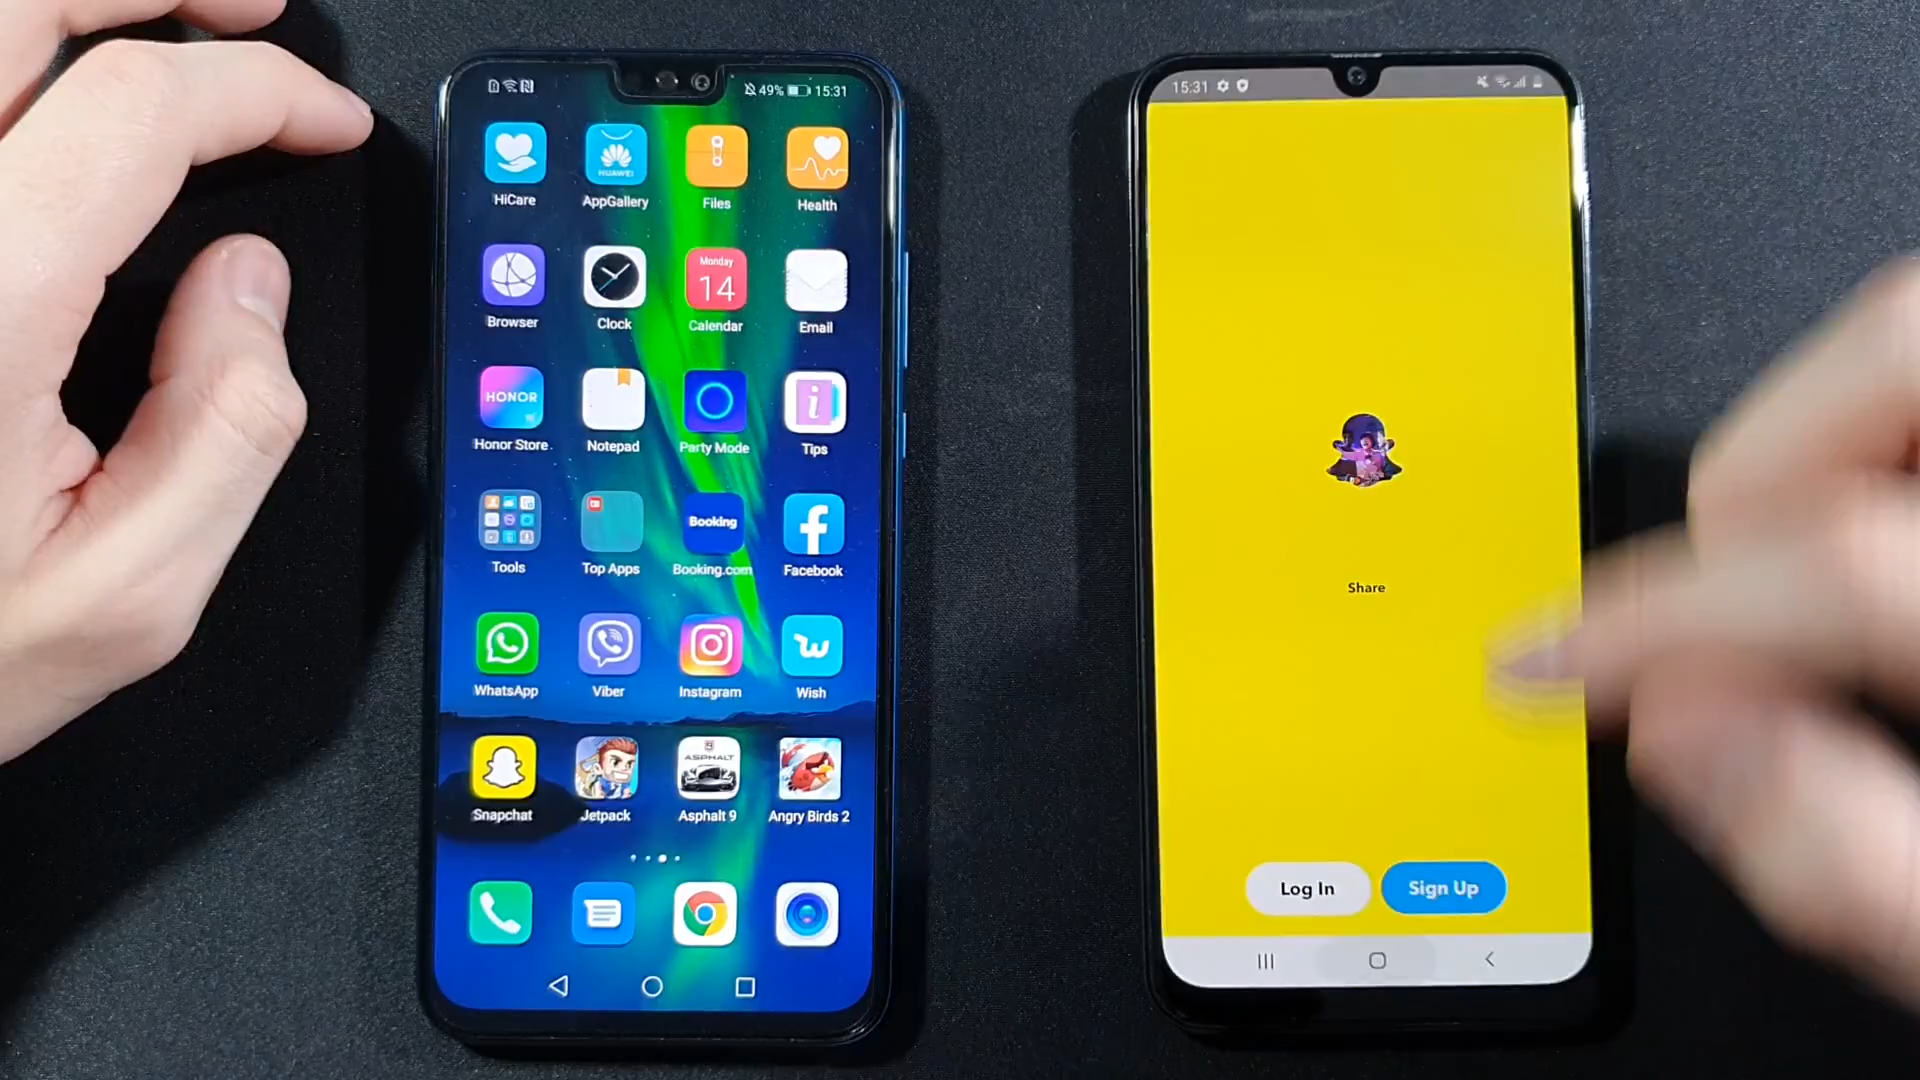 49% 15:31
HiCare
AppGallery
Files
Health
HUAWEI
Browser
Clock
Monday
14
Calendar
Email
HONOR
Honor Store
Notepad
Party Mode
Tips
Tools
Top Apps
Booking
Booking.com
Facebook
WhatsApp
Viber
Instagram
Wish
Snapchat
Jetpack
ASPHALT
Asphalt 9
Angry Birds 2
15:31
Share
Log In
Sign Up